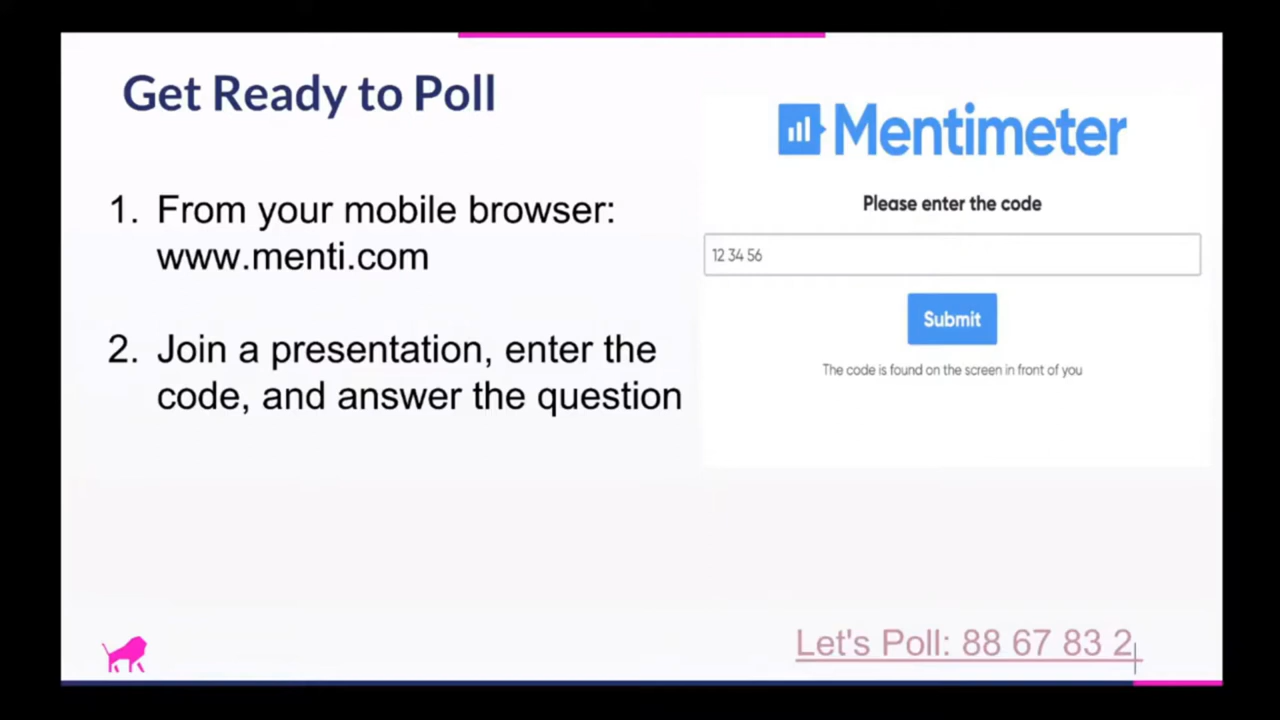 Get Ready to Poll
1. From your mobile browser:
www.menti.com
2. Join a presentation, enter the
code, and answer the question
Mentimeter
Please enter the code
12 34 56
Submit
The code is found on the screen in front of you
Let's Poll: 88 67 83 2